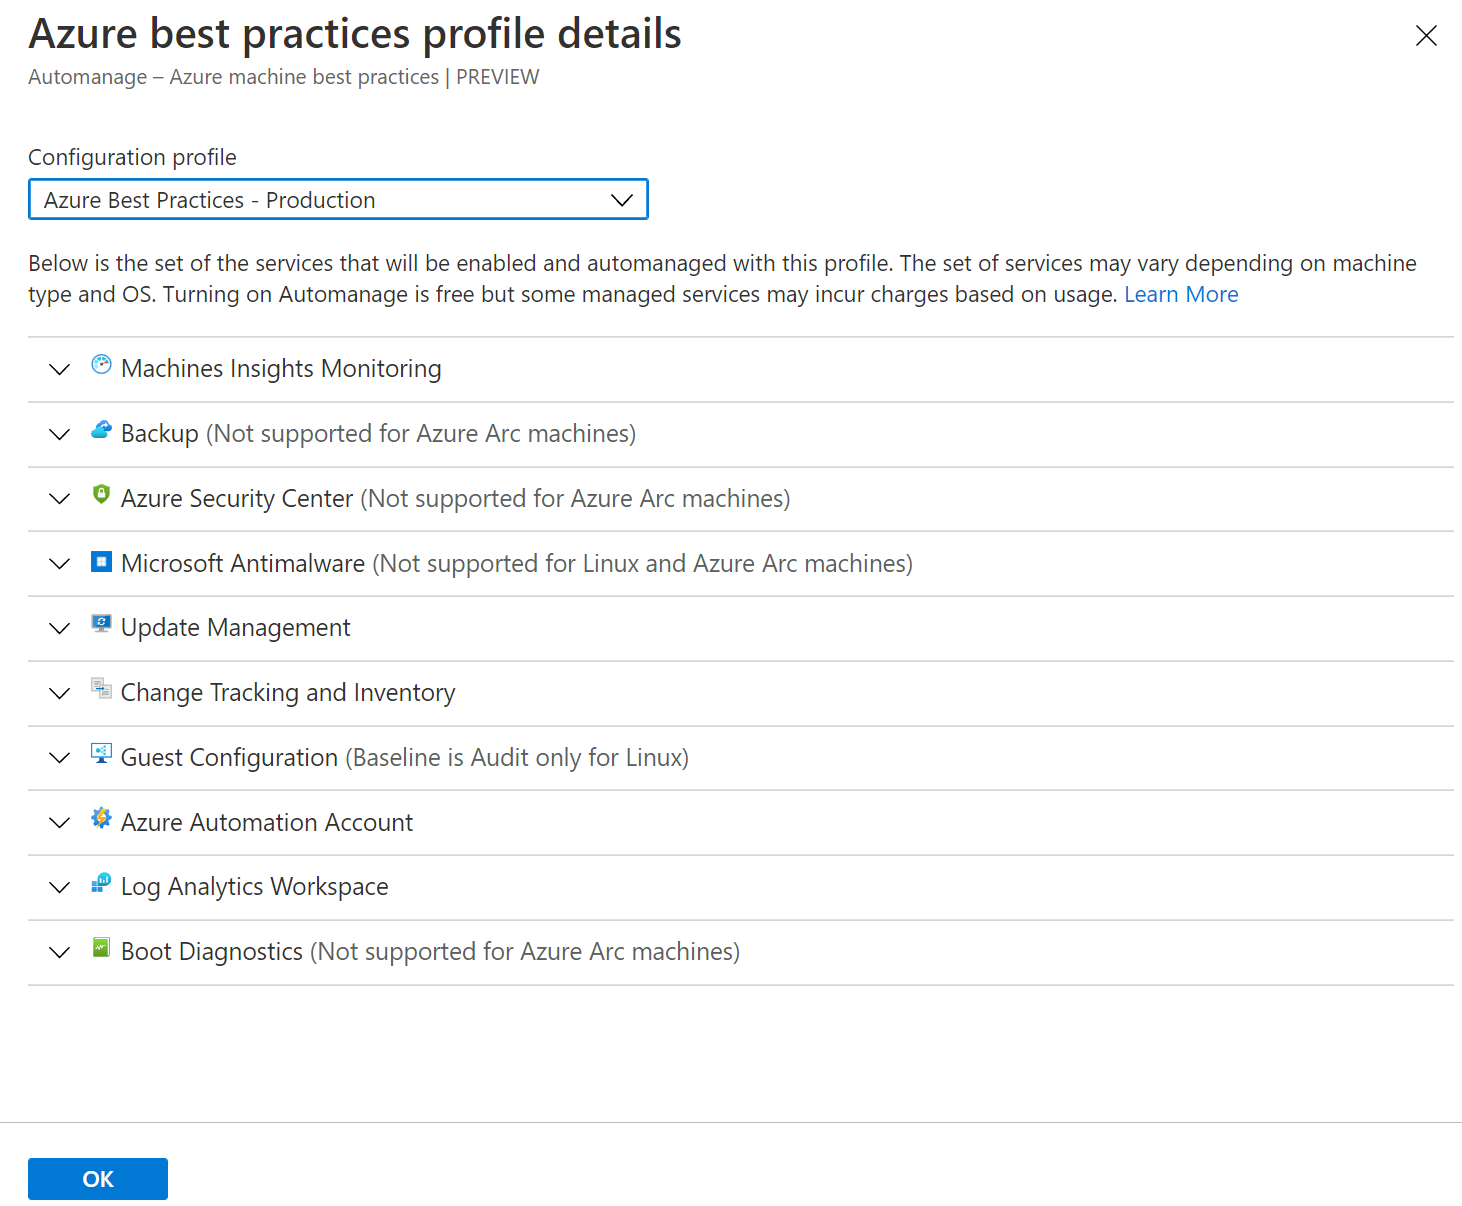 Azure best practices profile details
Automanage – Azure machine best practices | PREVIEW
Configuration profile
Azure Best Practices - Production
Below is the set of the services that will be enabled and automanaged with this profile. The set of services may vary depending on machine
type and OS. Turning on Automanage is free but some managed services may incur charges based on usage. Learn More
Machines Insights Monitoring
Backup (Not supported for Azure Arc machines)
Azure Security Center (Not supported for Azure Arc machines)
Microsoft Antimalware (Not supported for Linux and Azure Arc machines)
Update Management
Change Tracking and Inventory
Guest Configuration (Baseline is Audit only for Linux)
Azure Automation Account
Log Analytics Workspace
Boot Diagnostics (Not supported for Azure Arc machines)
OK